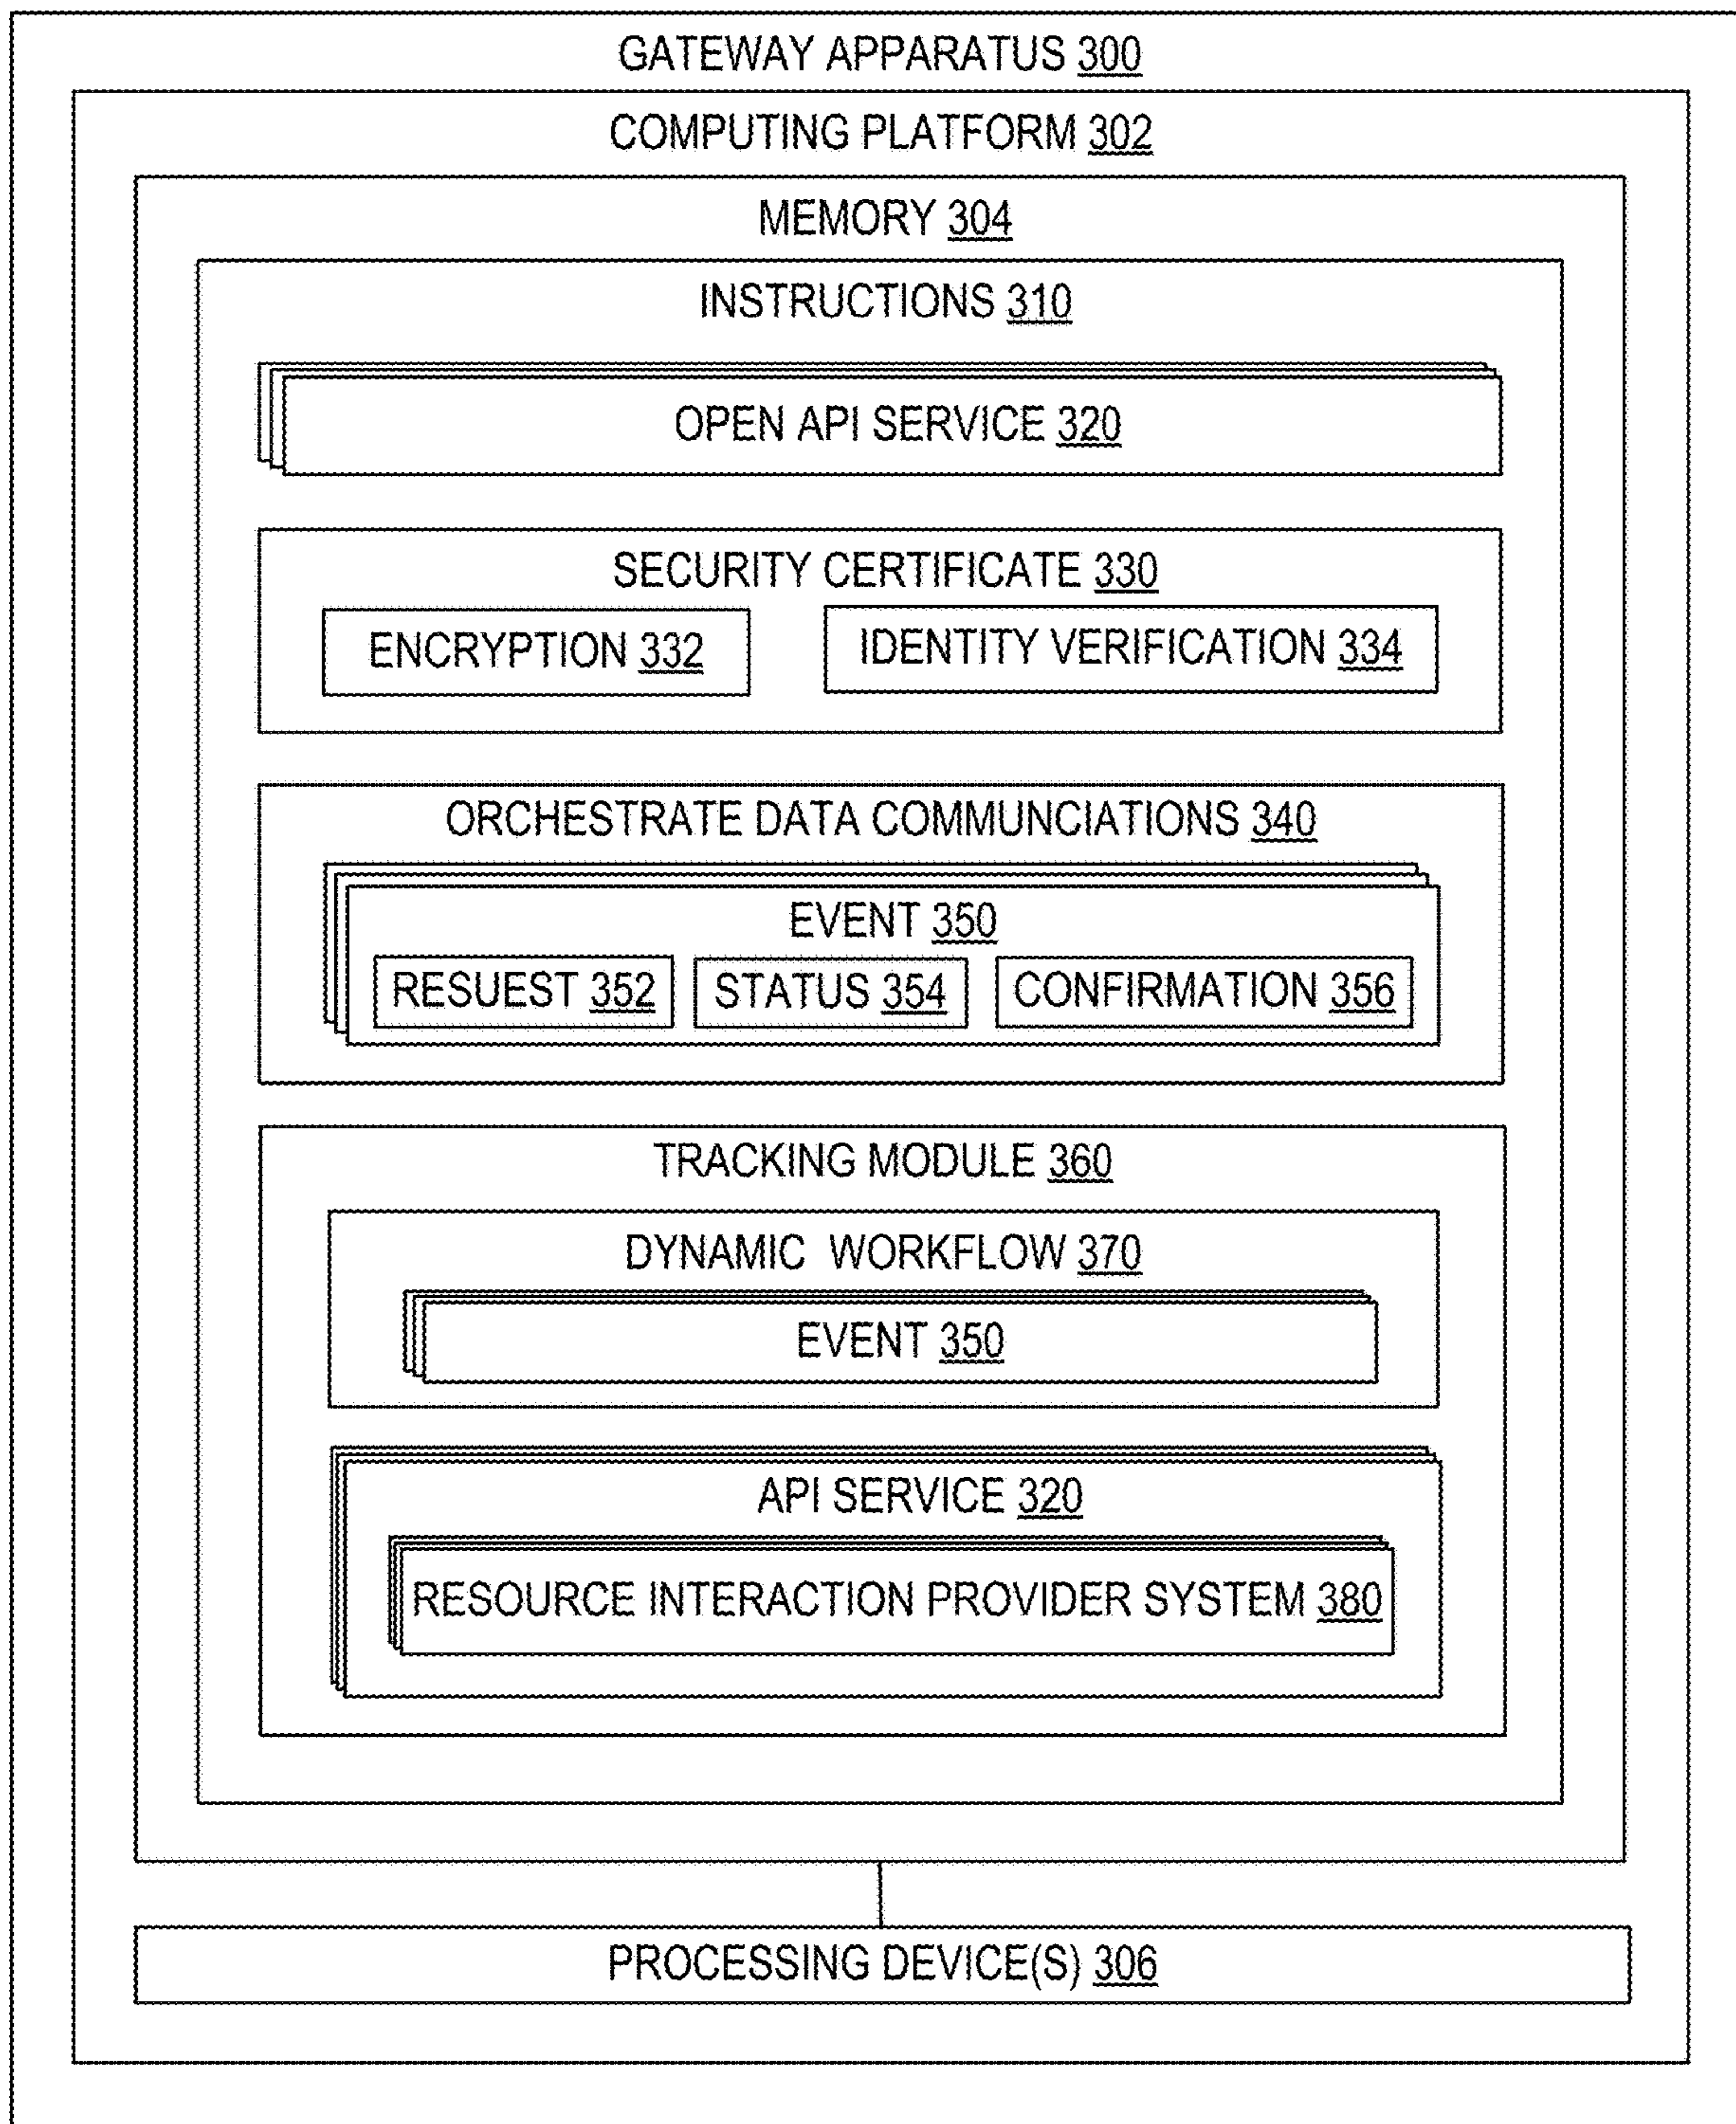 GATEWAY APPARATUS 300
COMPUTING PLATFORM 302
MEMORY 304
INSTRUCTIONS 310
OPEN API SERVICE 320
SECURITY CERTIFICATE 330
ENCRYPTION 332
IDENTITY VERIFICATION 334
ORCHESTRATE DATA COMMUNCIATIONS 340
EVENT 350
RESUEST 352
STATUS 354
CONFIRMATION 356
TRACKING MODULE 360
DYNAMIC WORKFLOW 370
EVENT 350
API SERVICE 320
RESOURCE INTERACTION PROVIDER SYSTEM 380
PROCESSING DEVICE(S) 306